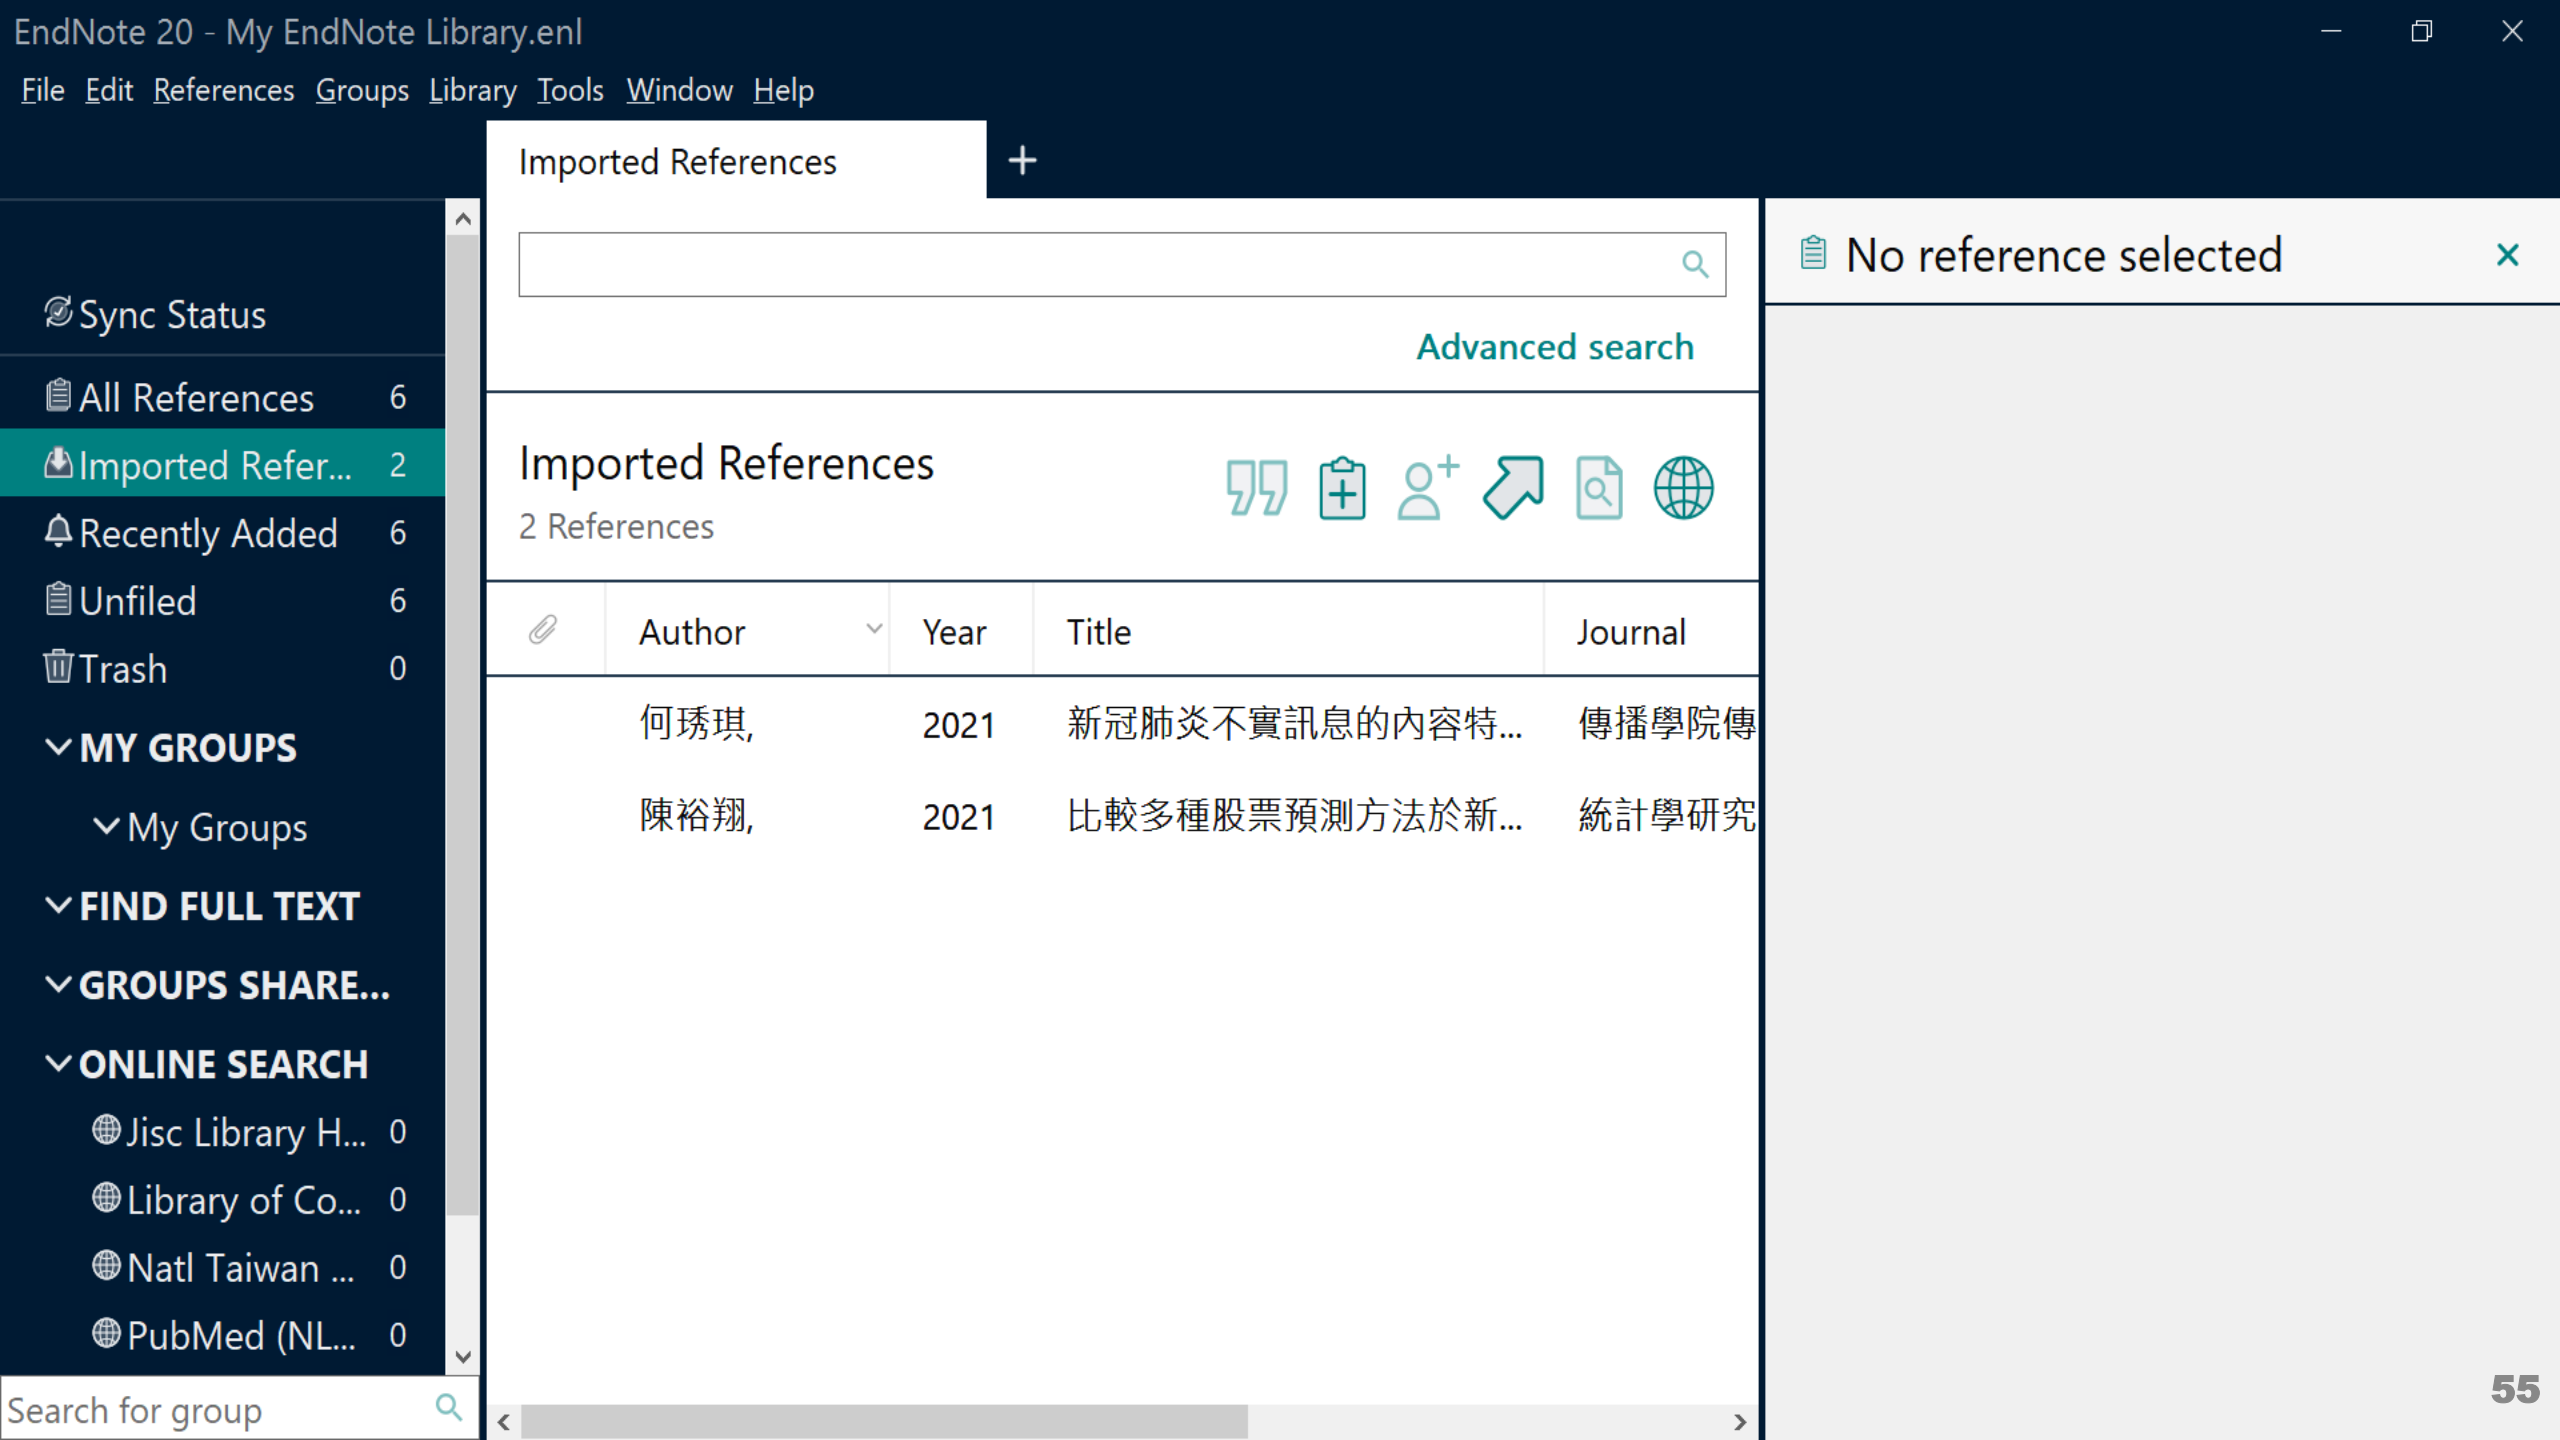 EndNote 20 - My EndNote Library.enl
File Edit References Groups Library Tools Window Help
Imported References
Sync Status
All References 6
Imported Refer... 2
Recently Added 6
Unfiled 6
Trash 0
MY GROUPS
My Groups
FIND FULL TEXT
GROUPS SHARE...
ONLINE SEARCH
Jisc Library H... 0
Library of Co... 0
Natl Taiwan ... 0
PubMed (NL... 0
Search for group
Advanced search
Imported References
2 References
Author Year Title Journal
何琇琪, 2021 新冠肺炎不實訊息的內容特... 傳播學院傳
陳裕翔, 2021 比較多種股票預測方法於新... 統計學研究
No reference selected
55